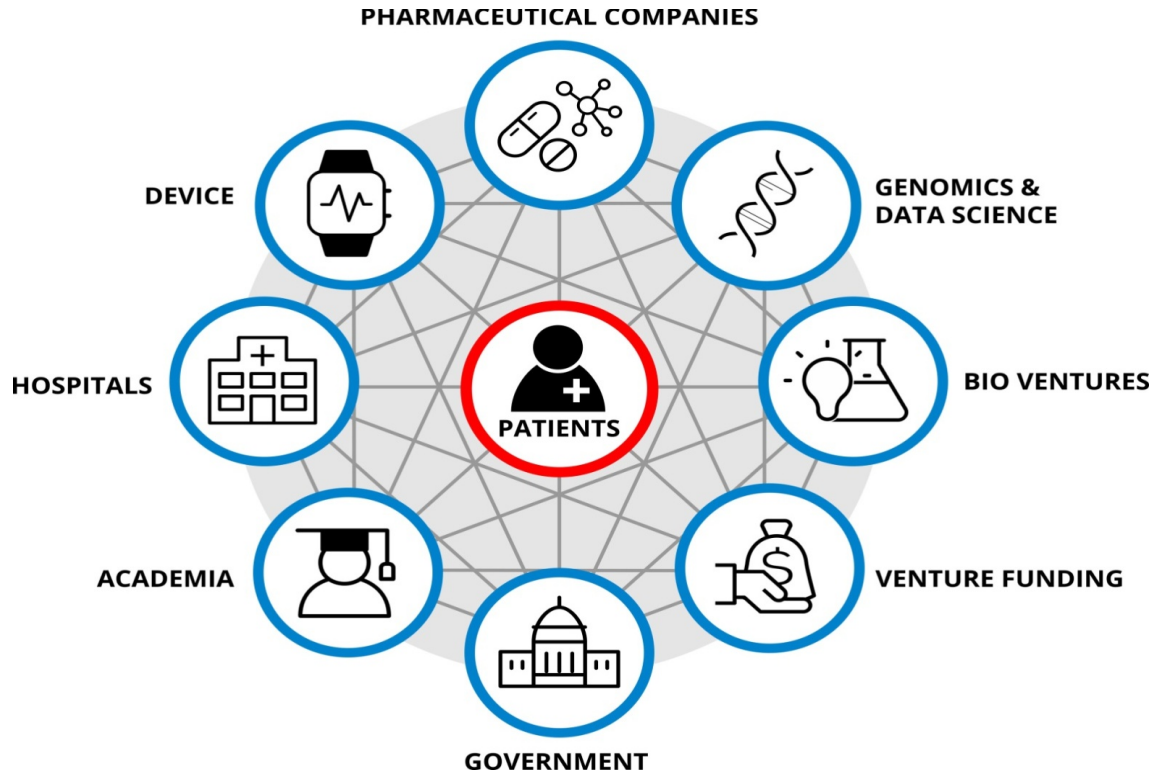 PHARMACEUTICAL COMPANIES
DEVICE
GENOMICS &
DATA SCIENCE
HOSPITALS
PATIENTS
BIO VENTURES
ACADEMIA
$
VENTURE FUNDING
GOVERNMENT